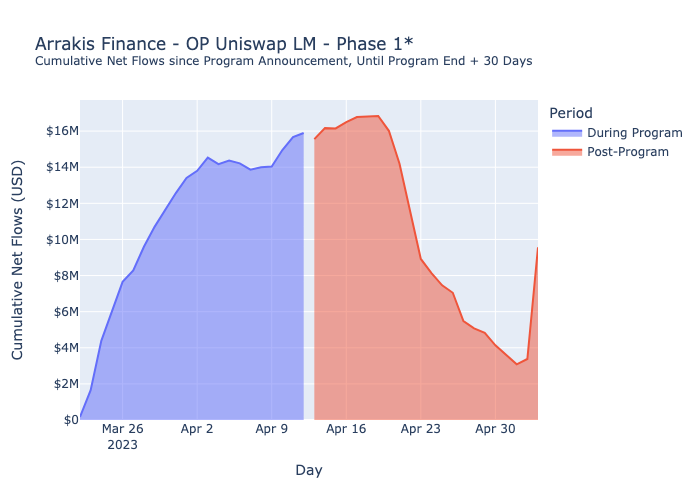 Arrakis Finance - OP Uniswap LM - Phase 1*
Cumulative Net Flows since Program Announcement, Until Program End + 30 Days
Period
During Program
Post-Program
Cumulative Net Flows (USD)
$16M
$14M
$12M
$10M
$8M
$6M
$4M
$2M
$0
Mar 26
2023
Apr 2
Apr 9
Apr 16
Apr 23
Apr 30
Day